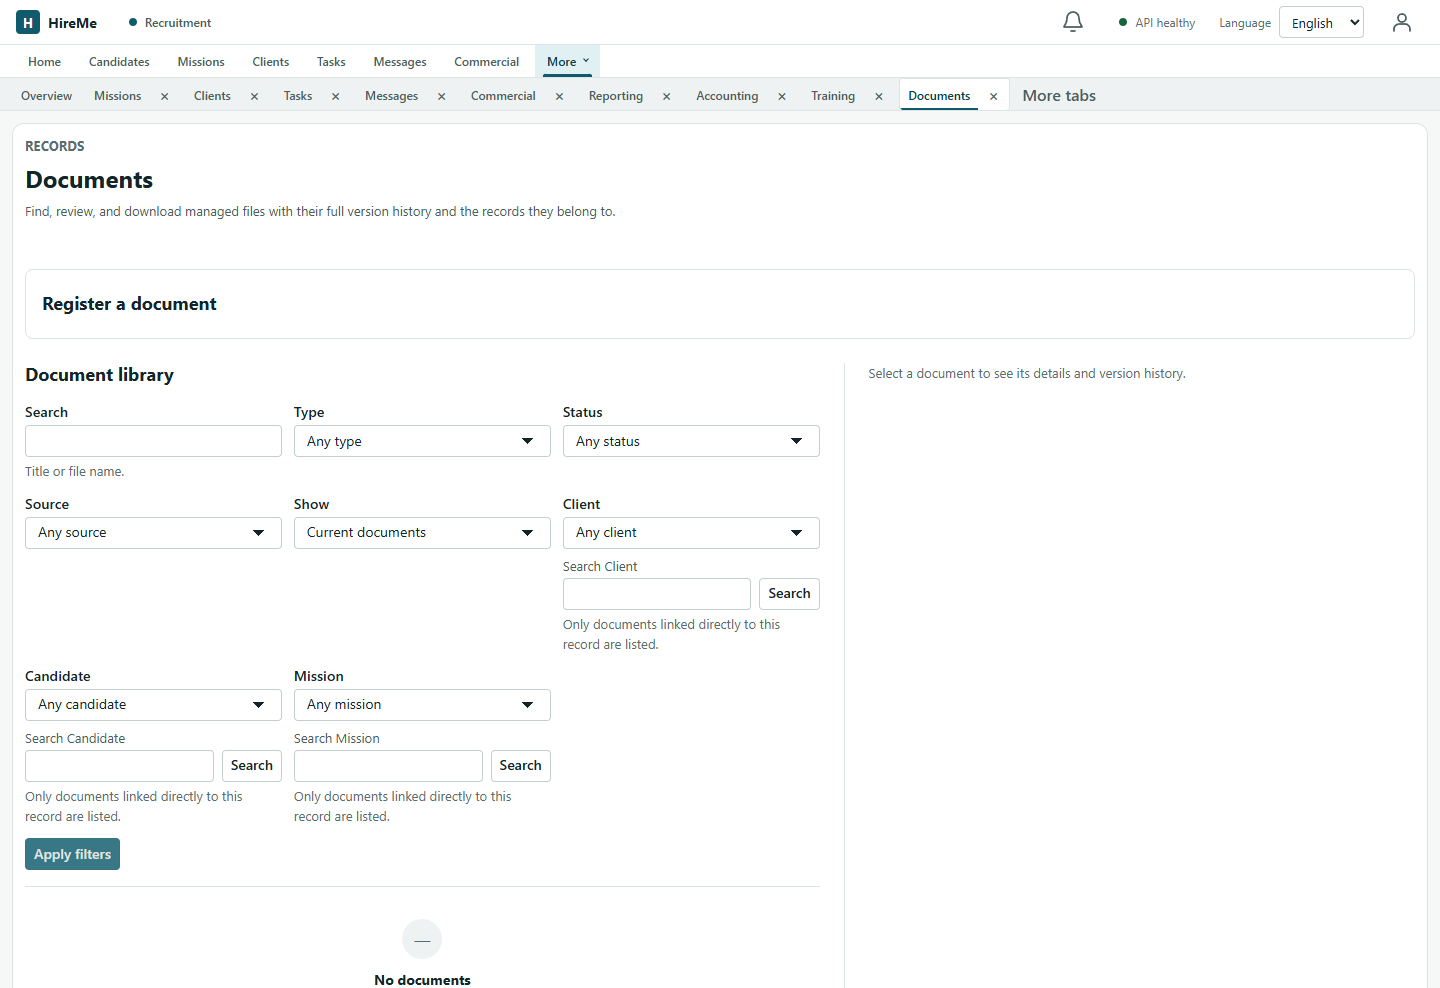 H HireMe Recruitment API healthy Language English
Home Candidates Missions Clients Tasks Messages Commercial More
Overview Missions × Clients × Tasks × Messages × Commercial × Reporting × Accounting × Training × Documents × More tabs
RECORDS
Documents
Find, review, and download managed files with their full version history and the records they belong to.
Register a document
Document library
Select a document to see its details and version history.
Search Type Status
Any type Any status
Title or file name.
Source Show Client
Any source Current documents Any client
Search Client
Search
Only documents linked directly to this
record are listed.
Candidate Mission
Any candidate Any mission
Search Candidate Search Mission
Search Search
Only documents linked directly to this Only documents linked directly to this
record are listed. record are listed.
Apply filters
—
No documents